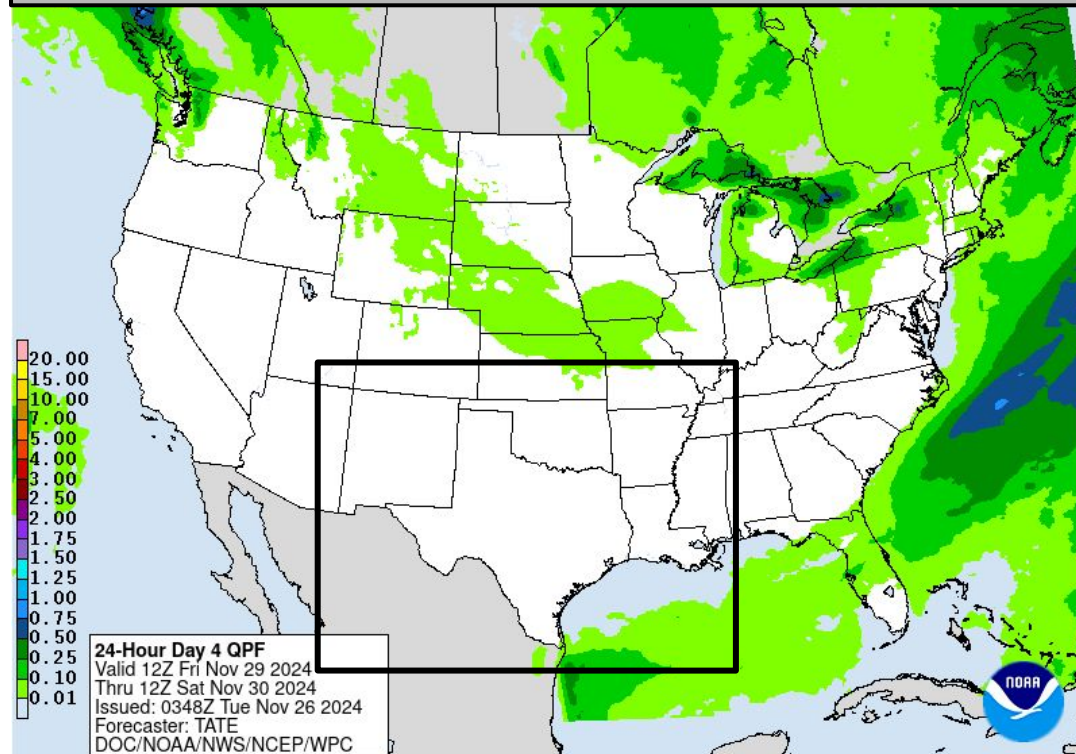 20.00
15.00
10.00
7.00
5.00
4.00
3.00
2.50
2.00
1.75
1.50
1.25
1.00
0.75
0.50
0.25
0.10
0.01
24-Hour Day 4 QPF
Valid 12Z Fri Nov 29 2024
Thru 12Z Sat Nov 30 2024
Issued: 0348Z Tue Nov 26 2024
Forecaster: TATE
DOC/NOAA/NWS/NCEP/WPC
NOAA